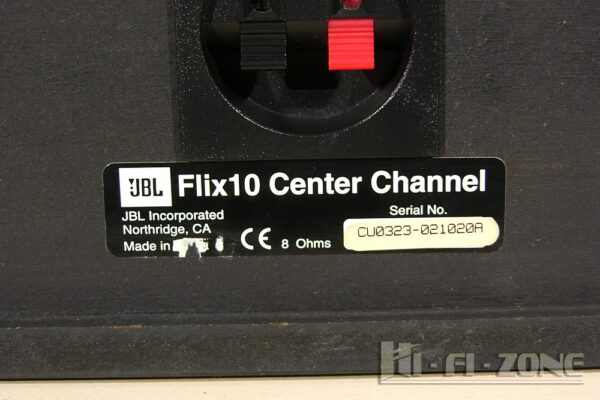 JBL Flix10 Center Channel
JBL Incorporated
Northridge, CA
Made in
CE 8 Ohms
Serial No.
CU0323-021020A
HI-FI-ZONE